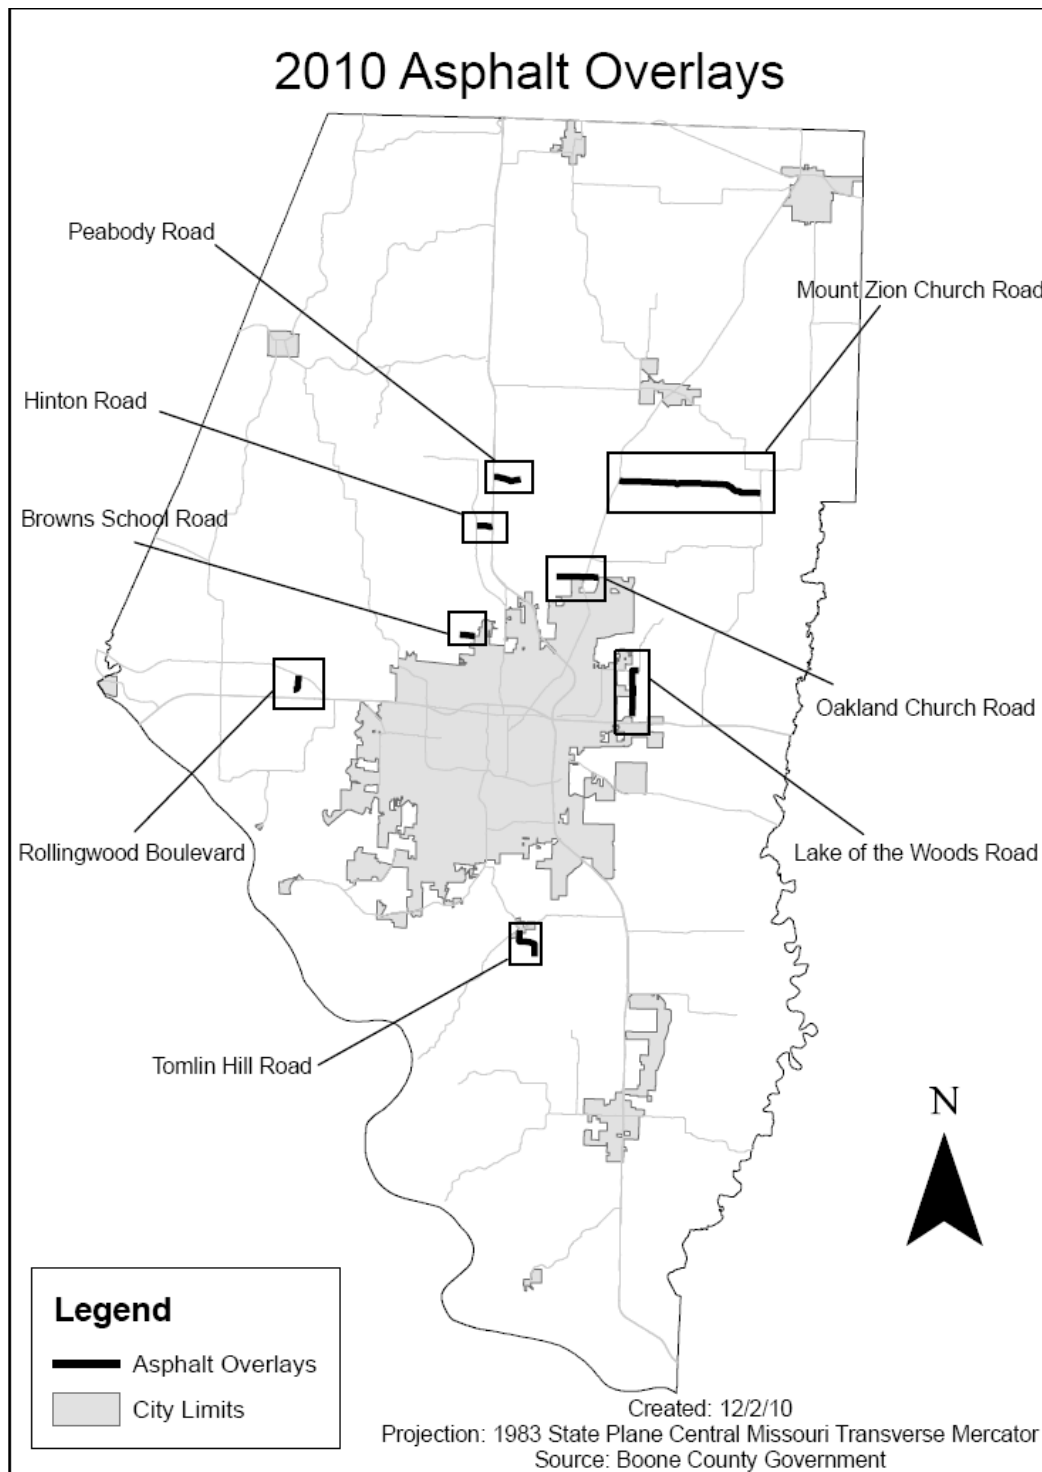 2010 Asphalt Overlays
Peabody Road
Mount Zion Church Road
Hinton Road
Browns School Road
Oakland Church Road
Rollingwood Boulevard
Lake of the Woods Road
Tomlin Hill Road
N
Legend
Asphalt Overlays
City Limits
Created: 12/2/10
Projection: 1983 State Plane Central Missouri Transverse Mercator
Source: Boone County Government